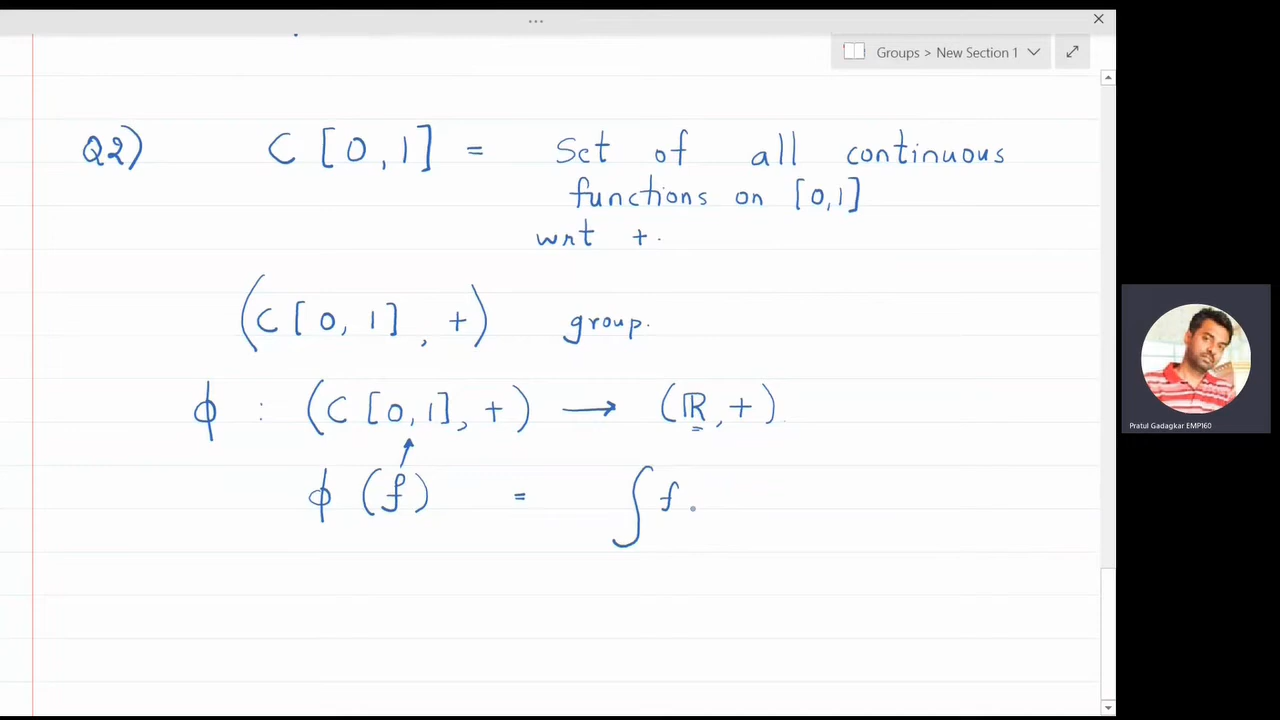 Groups > New Section 1
Q2) C [0,1] = Set of all continuous
functions on [0,1]
wrt +.
(C [0, 1] , +) group.
ϕ : (C [0,1], +) → (ℝ, +).
ϕ (f) = ∫ f
Pratul Gadagkar EMP160